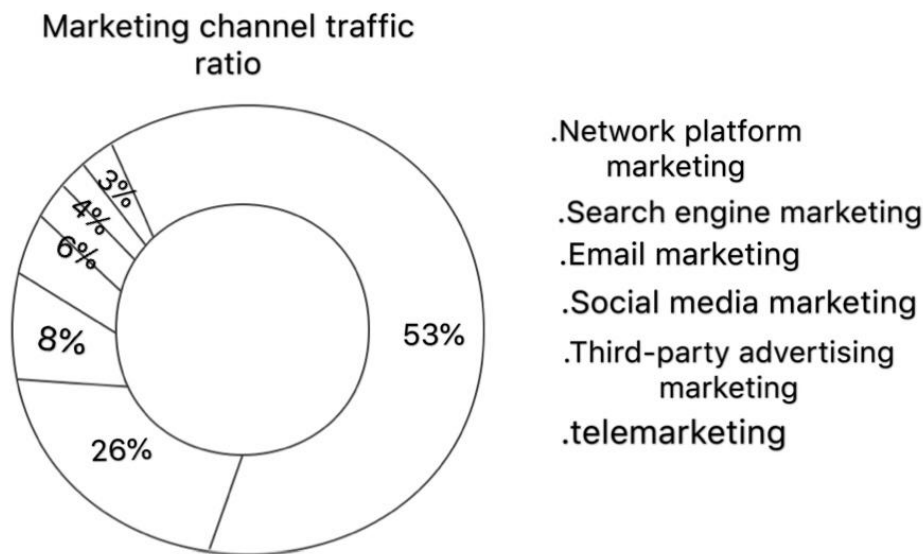 Marketing channel traffic
ratio
3%
4%
6%
8%
53%
26%
.Network platform
marketing
.Search engine marketing
.Email marketing
.Social media marketing
.Third-party advertising
marketing
.telemarketing